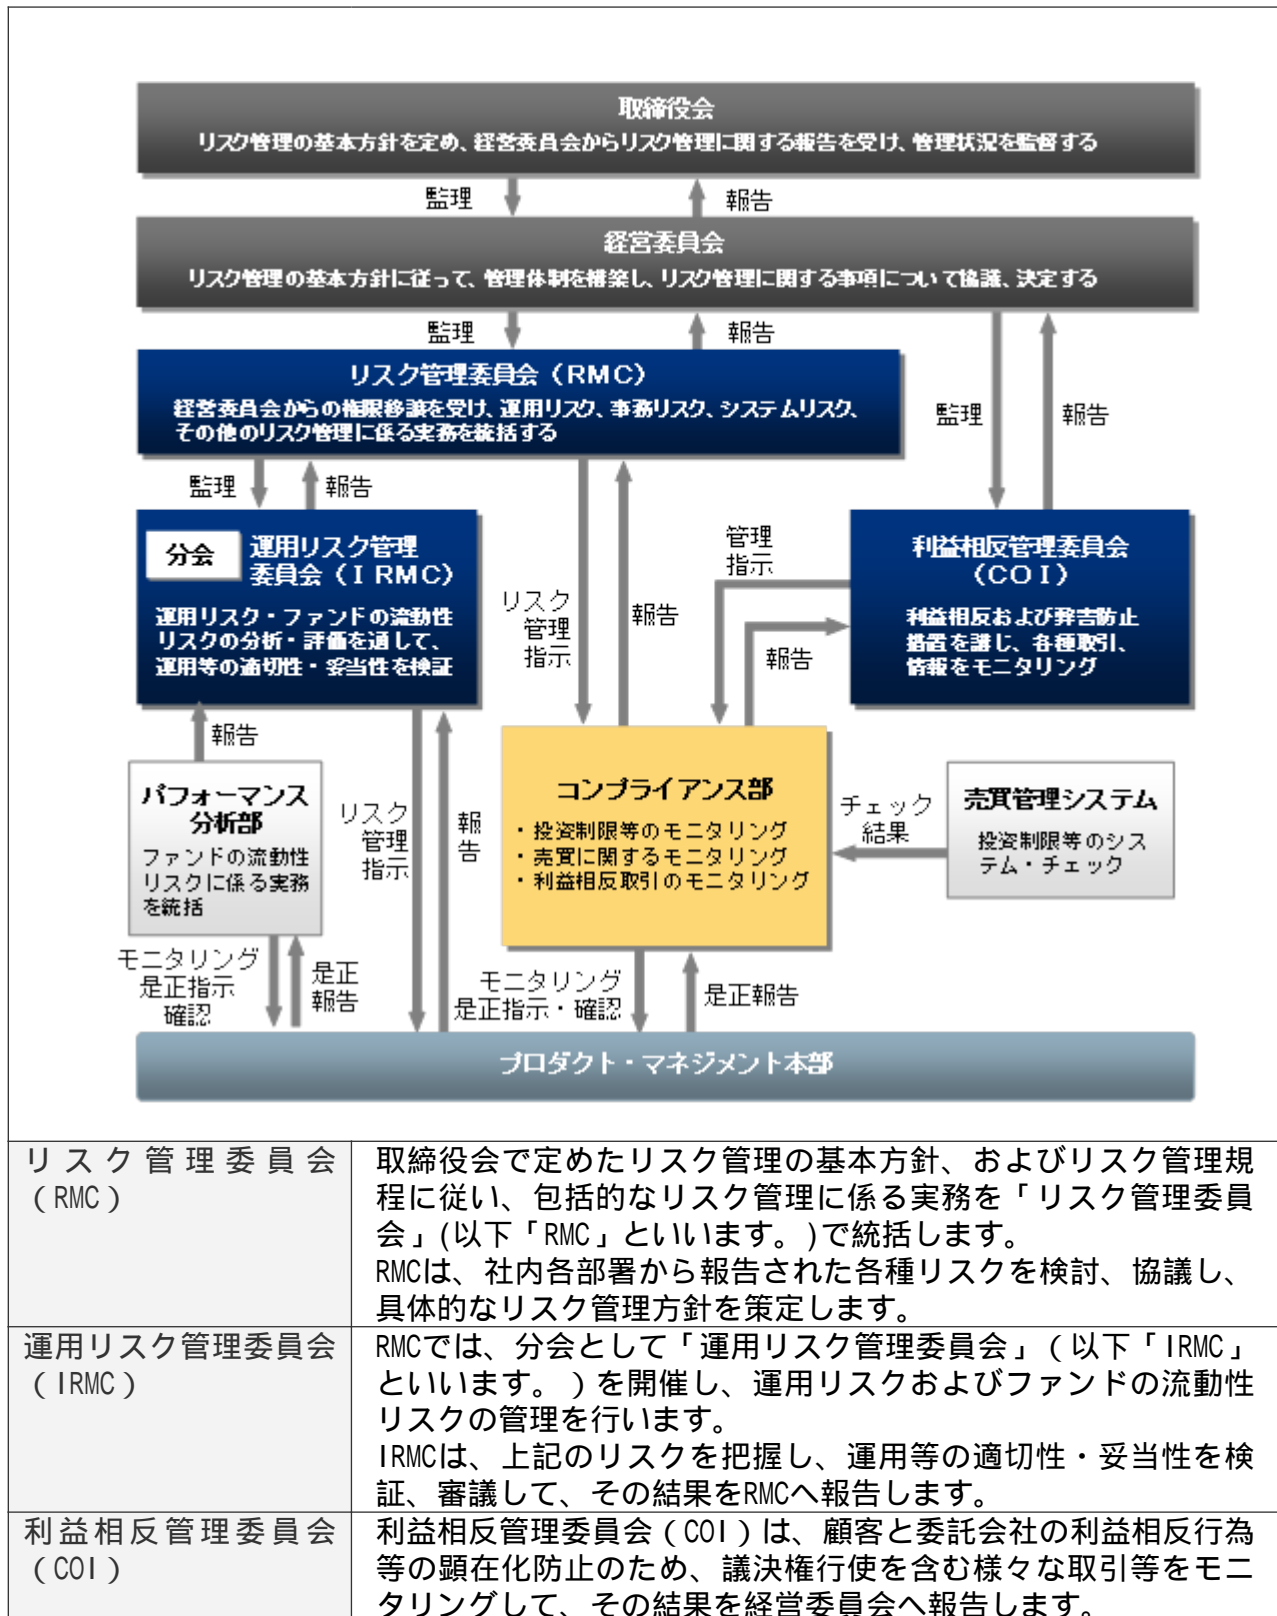 取締役会
リスク管理の基本方針を定め、経営委員会からリスク管理に関する報告を受け、管理状況を監督する
監理
報告
経営委員会
リスク管理の基本方針に従って、管理体制を構築し、リスク管理に関する事項について協議、決定する
監理
報告
リスク管理委員会（RMC）
経営委員会からの権限移譲を受け、運用リスク、事務リスク、システムリスク、
その他のリスク管理に係る実務を統括する
監理
報告
監理
報告
分会
運用リスク管理
委員会（IRMC）
運用リスク・ファンドの流動性
リスクの分析・評価を通して、
運用等の適切性・妥当性を検証
リスク
管理
指示
報告
管理
指示
報告
利益相反管理委員会
（COI）
利益相反および弊害防止
措置を講じ、各種取引、
情報をモニタリング
報告
パフォーマンス
分析部
ファンドの流動性
リスクに係る実務
を統括
リスク
管理
指示
報
告
コンプライアンス部
・投資制限等のモニタリング
・売買に関するモニタリング
・利益相反取引のモニタリング
チェック
結果
売買管理システム
投資制限等のシス
テム・チェック
モニタリング
是正指示
確認
是正
報告
モニタリング
是正指示・確認
是正報告
プロダクト・マネジメント本部
リスク管理委員会
（RMC）
取締役会で定めたリスク管理の基本方針、およびリスク管理規
程に従い、包括的なリスク管理に係る実務を「リスク管理委員
会」(以下「RMC」といいます。)で統括します。
RMCは、社内各部署から報告された各種リスクを検討、協議し、
具体的なリスク管理方針を策定します。
運用リスク管理委員会
（IRMC）
RMCでは、分会として「運用リスク管理委員会」（以下「IRMC」
といいます。）を開催し、運用リスクおよびファンドの流動性
リスクの管理を行います。
IRMCは、上記のリスクを把握し、運用等の適切性・妥当性を検
証、審議して、その結果をRMCへ報告します。
利益相反管理委員会
（COI）
利益相反管理委員会（COI）は、顧客と委託会社の利益相反行為
等の顕在化防止のため、議決権行使を含む様々な取引等をモニ
タリングして、その結果を経営委員会へ報告します。